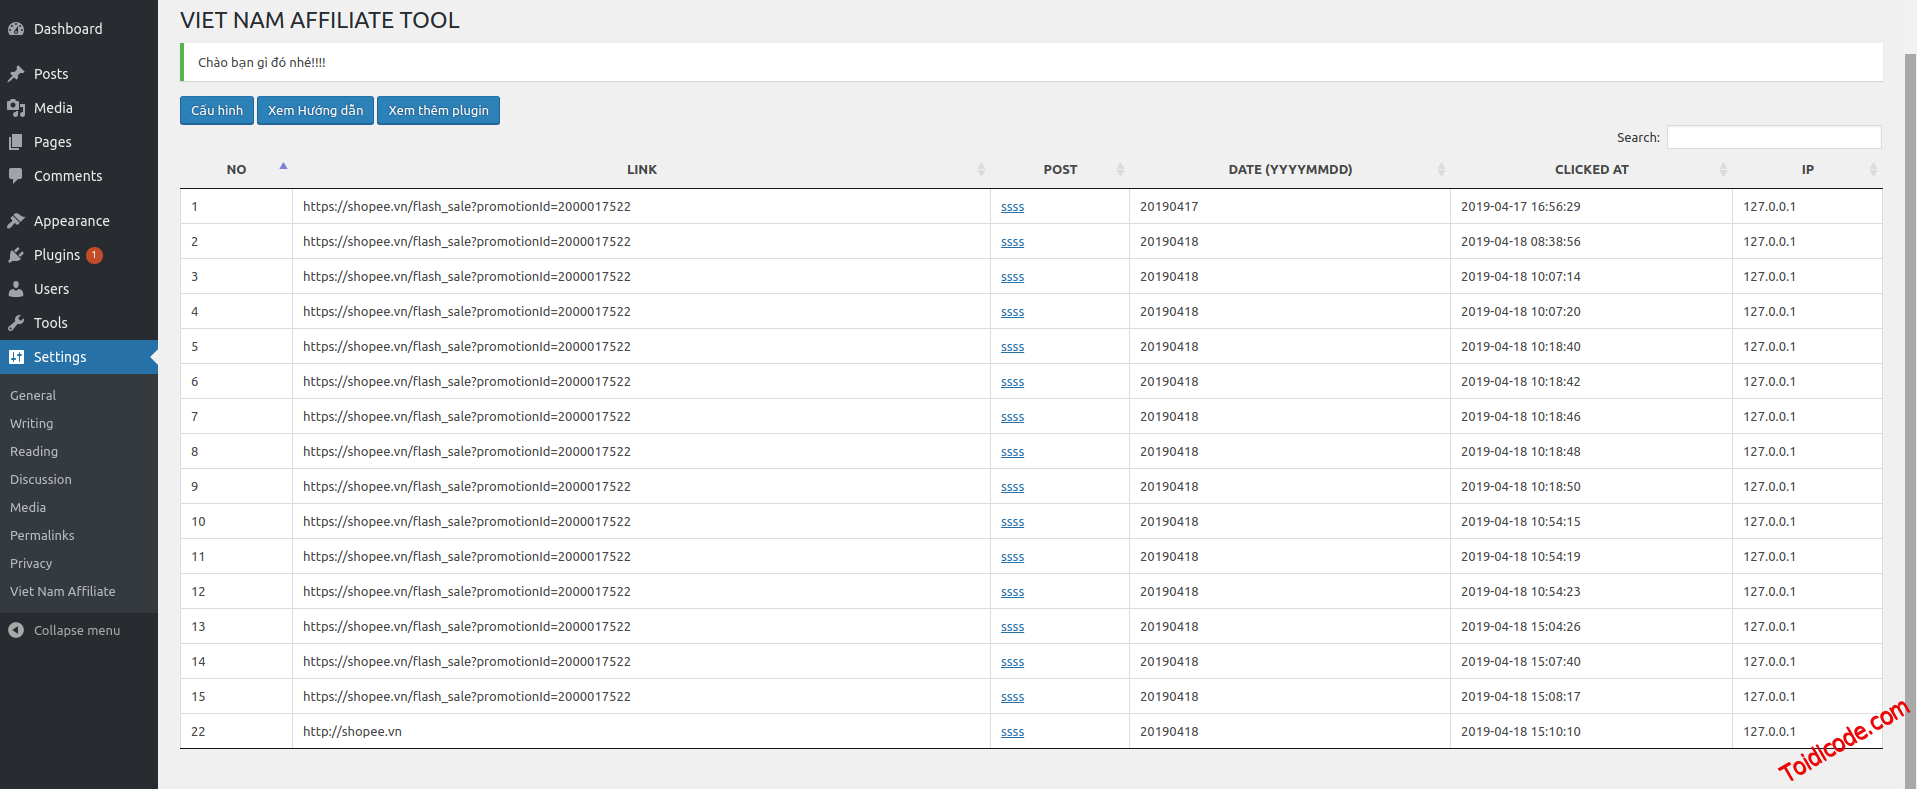 Dashboard
Posts
Media
Pages
Comments
Appearance
Plugins 1
Users
Tools
Settings
General
Writing
Reading
Discussion
Media
Permalinks
Privacy
Viet Nam Affiliate
Collapse menu
VIET NAM AFFILIATE TOOL
Chào bạn gì đó nhé!!!!
Cấu hình Xem Hướng dẫn Xem thêm plugin
Search:
NO LINK POST DATE (YYYYMMDD) CLICKED AT IP
1 https://shopee.vn/flash_sale?promotionId=2000017522 ssss 20190417 2019-04-17 16:56:29 127.0.0.1
2 https://shopee.vn/flash_sale?promotionId=2000017522 ssss 20190418 2019-04-18 08:38:56 127.0.0.1
3 https://shopee.vn/flash_sale?promotionId=2000017522 ssss 20190418 2019-04-18 10:07:14 127.0.0.1
4 https://shopee.vn/flash_sale?promotionId=2000017522 ssss 20190418 2019-04-18 10:07:20 127.0.0.1
5 https://shopee.vn/flash_sale?promotionId=2000017522 ssss 20190418 2019-04-18 10:18:40 127.0.0.1
6 https://shopee.vn/flash_sale?promotionId=2000017522 ssss 20190418 2019-04-18 10:18:42 127.0.0.1
7 https://shopee.vn/flash_sale?promotionId=2000017522 ssss 20190418 2019-04-18 10:18:46 127.0.0.1
8 https://shopee.vn/flash_sale?promotionId=2000017522 ssss 20190418 2019-04-18 10:18:48 127.0.0.1
9 https://shopee.vn/flash_sale?promotionId=2000017522 ssss 20190418 2019-04-18 10:18:50 127.0.0.1
10 https://shopee.vn/flash_sale?promotionId=2000017522 ssss 20190418 2019-04-18 10:54:15 127.0.0.1
11 https://shopee.vn/flash_sale?promotionId=2000017522 ssss 20190418 2019-04-18 10:54:19 127.0.0.1
12 https://shopee.vn/flash_sale?promotionId=2000017522 ssss 20190418 2019-04-18 10:54:23 127.0.0.1
13 https://shopee.vn/flash_sale?promotionId=2000017522 ssss 20190418 2019-04-18 15:04:26 127.0.0.1
14 https://shopee.vn/flash_sale?promotionId=2000017522 ssss 20190418 2019-04-18 15:07:40 127.0.0.1
15 https://shopee.vn/flash_sale?promotionId=2000017522 ssss 20190418 2019-04-18 15:08:17 127.0.0.1
22 http://shopee.vn ssss 20190418 2019-04-18 15:10:10 127.0.0.1
Toidicode.com